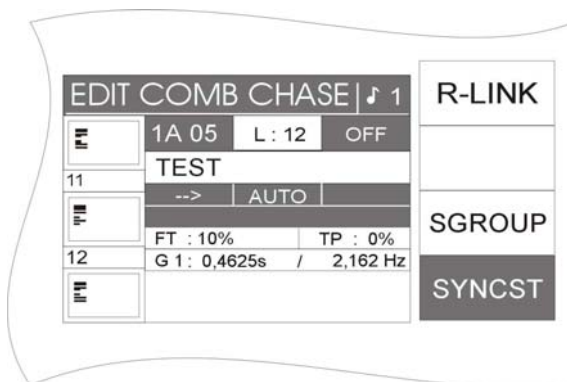 EDIT COMB CHASE | ♪ 1
1A 05 L : 12 OFF
TEST
11
--> AUTO
FT : 10% TP : 0%
12
G 1 : 0,4625s / 2,162 Hz
R-LINK
SGROUP
SYNCST